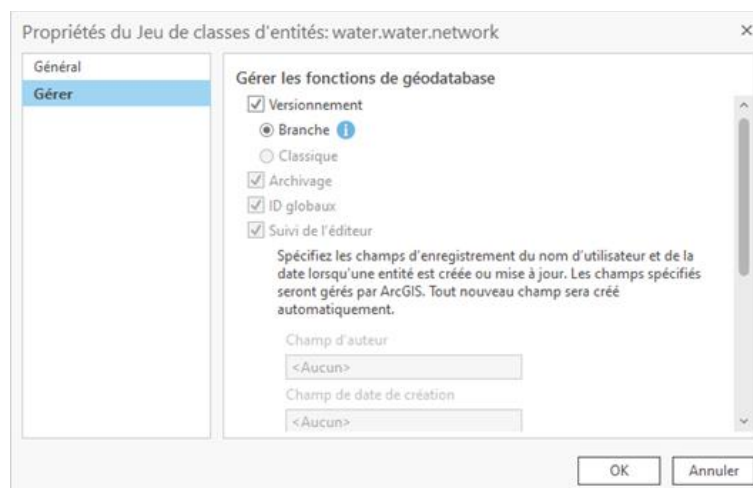 Propriétés du Jeu de classes d'entités: water.water.network
Général
Gérer
Gérer les fonctions de géodatabase
Versionnement
Branche
Classique
Archivage
ID globaux
Suivi de l'éditeur
Spécifiez les champs d'enregistrement du nom d'utilisateur et de la
date lorsqu'une entité est créée ou mise à jour. Les champs spécifiés
seront gérés par ArcGIS. Tout nouveau champ sera créé
automatiquement.
Champ d'auteur
<Aucun>
Champ de date de création
<Aucun>
OK
Annuler